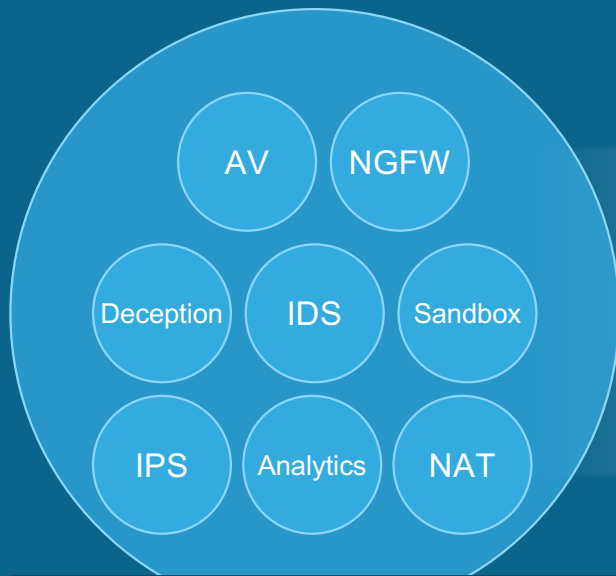 AV
NGFW
Deception
IDS
Sandbox
IPS
Analytics
NAT